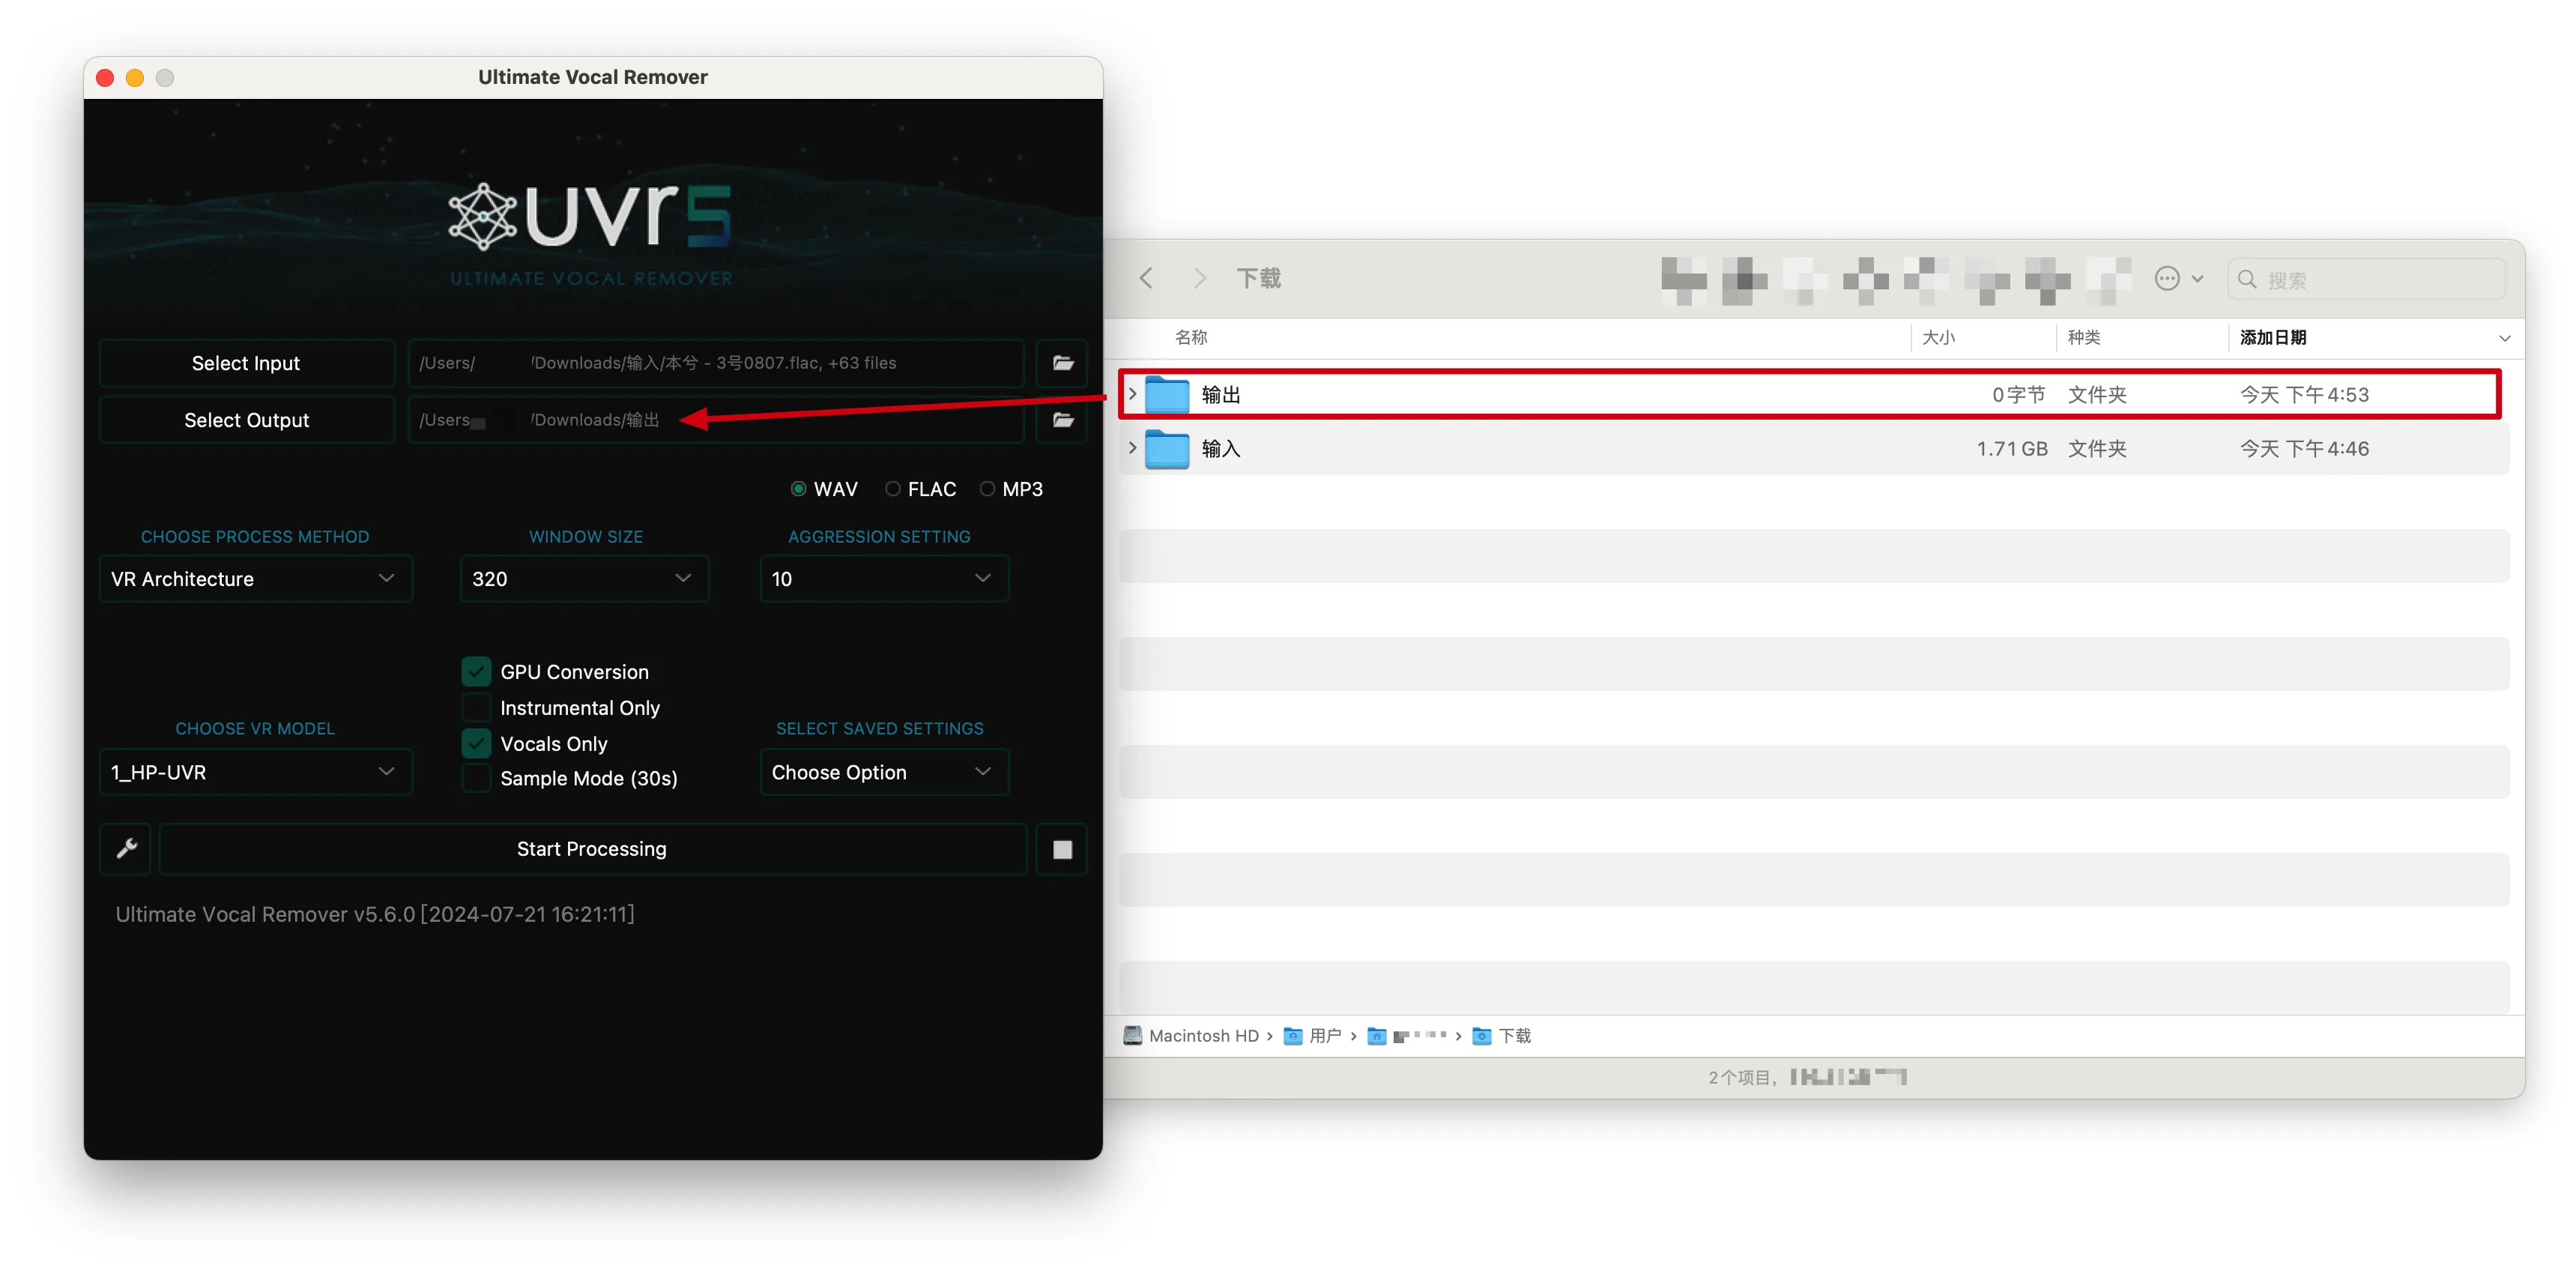 Ultimate Vocal Remover
uvr5
ULTIMATE VOCAL REMOVER
Select Input
/Users/ /Downloads/输入/本兮 - 3号0807.flac, +63 files
Select Output
/Users /Downloads/输出
WAV FLAC MP3
CHOOSE PROCESS METHOD WINDOW SIZE AGGRESSION SETTING
VR Architecture 320 10
GPU Conversion
Instrumental Only
CHOOSE VR MODEL Vocals Only SELECT SAVED SETTINGS
1_HP-UVR Sample Mode (30s) Choose Option
Start Processing
Ultimate Vocal Remover v5.6.0 [2024-07-21 16:21:11]
下载 搜索
名称 大小 种类 添加日期
输出 0字节 文件夹 今天 下午4:53
输入 1.71 GB 文件夹 今天 下午4:46
Macintosh HD › 用户 › › 下载
2个项目,